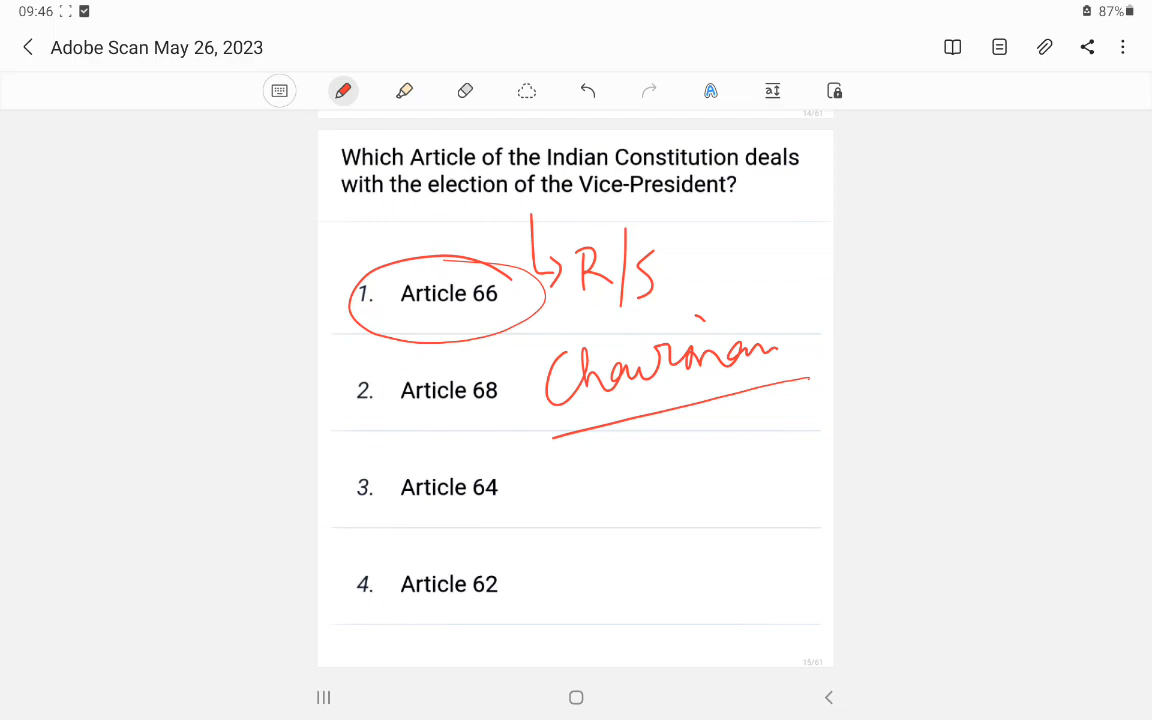 09:46
87%
Adobe Scan May 26, 2023
14/61
Which Article of the Indian Constitution deals
with the election of the Vice-President?
R/S
1. Article 66
Chairman
2. Article 68
3. Article 64
4. Article 62
15/61